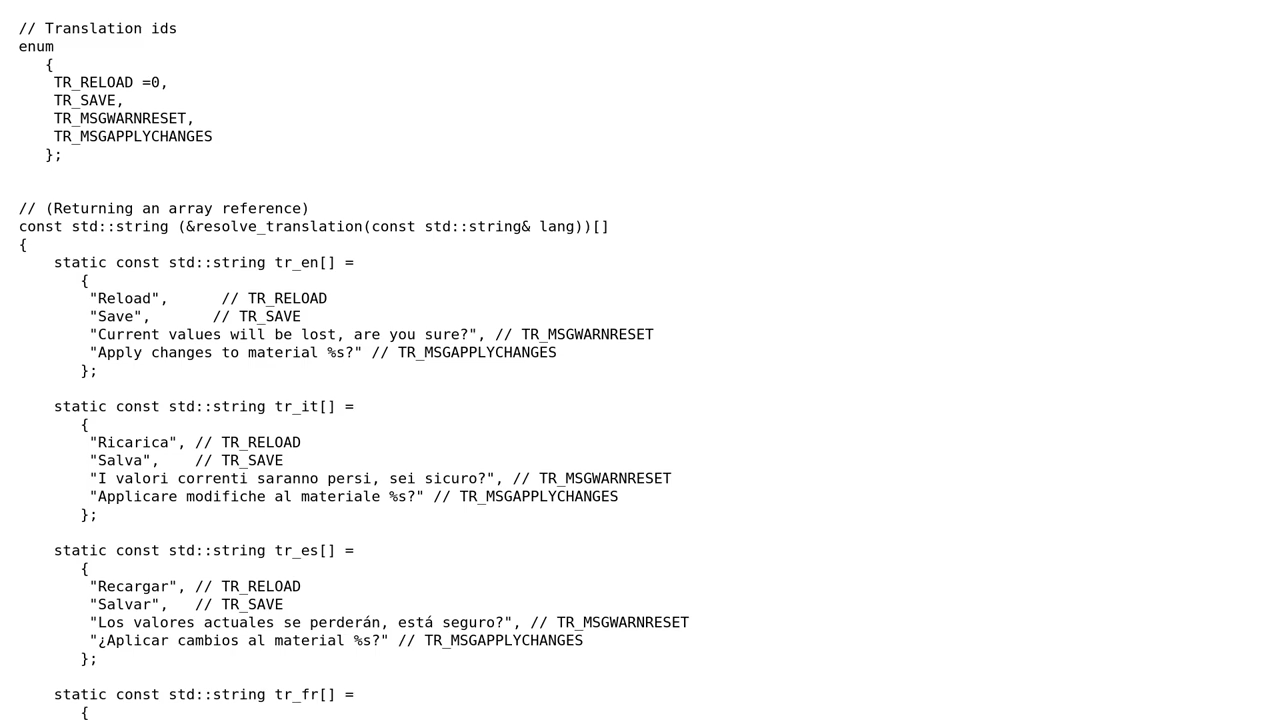 // Translation ids
enum
   {
    TR_RELOAD =0,
    TR_SAVE,
    TR_MSGWARNRESET,
    TR_MSGAPPLYCHANGES
   };
// (Returning an array reference)
const std::string (&resolve_translation(const std::string& lang))[]
{
    static const std::string tr_en[] =
       {
        "Reload",      // TR_RELOAD
        "Save",       // TR_SAVE
        "Current values will be lost, are you sure?", // TR_MSGWARNRESET
        "Apply changes to material %s?" // TR_MSGAPPLYCHANGES
       };
    static const std::string tr_it[] =
       {
        "Ricarica", // TR_RELOAD
        "Salva",    // TR_SAVE
        "I valori correnti saranno persi, sei sicuro?", // TR_MSGWARNRESET
        "Applicare modifiche al materiale %s?" // TR_MSGAPPLYCHANGES
       };
    static const std::string tr_es[] =
       {
        "Recargar", // TR_RELOAD
        "Salvar",   // TR_SAVE
        "Los valores actuales se perderán, está seguro?", // TR_MSGWARNRESET
        "¿Aplicar cambios al material %s?" // TR_MSGAPPLYCHANGES
       };
    static const std::string tr_fr[] =
       {